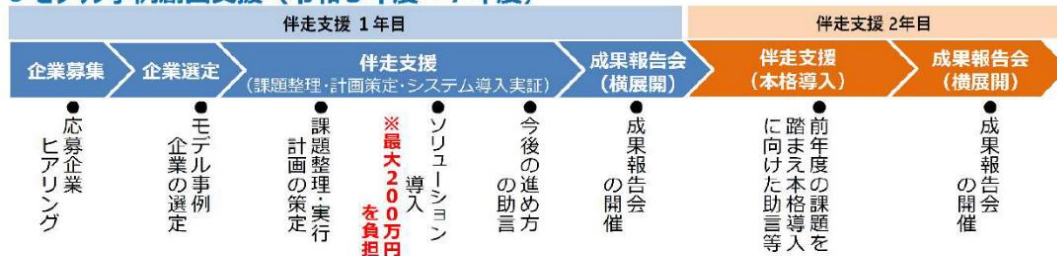 伴走支援 1年目
伴走支援 2年目
企業募集
企業選定
伴走支援
(課題整理・計画策定・システム導入実証)
成果報告会
(横展開)
伴走支援
(本格導入)
成果報告会
(横展開)
●応募企業
ヒアリング
●モデル事例
企業の選定
●課題整理・実行
計画の策定
●ソリューション
導入
※最大200万円
を負担
●今後の進め方
の助言
●成果報告会
の開催
●前年度の課題を
踏まえ本格導入
に向けた助言等
●成果報告会
の開催